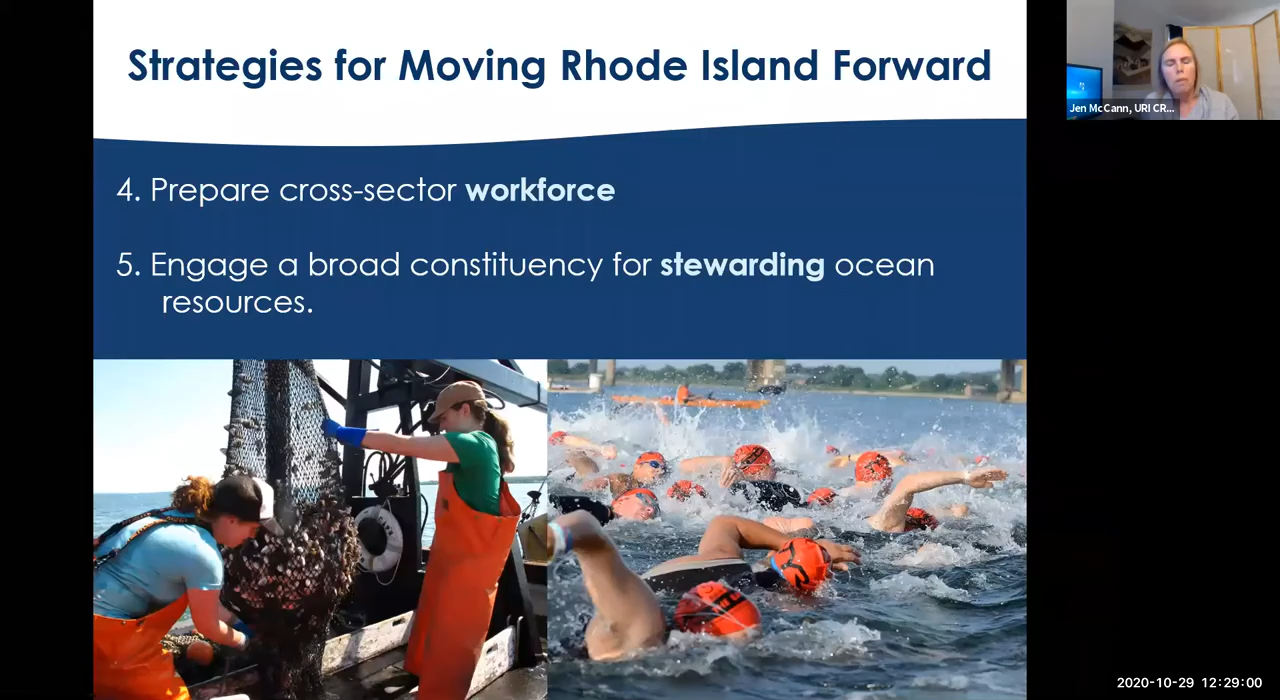 Strategies for Moving Rhode Island Forward
Jen McCann, URI CR...
4. Prepare cross-sector workforce
5. Engage a broad constituency for stewarding ocean
resources.
2020-10-29 12:29:00